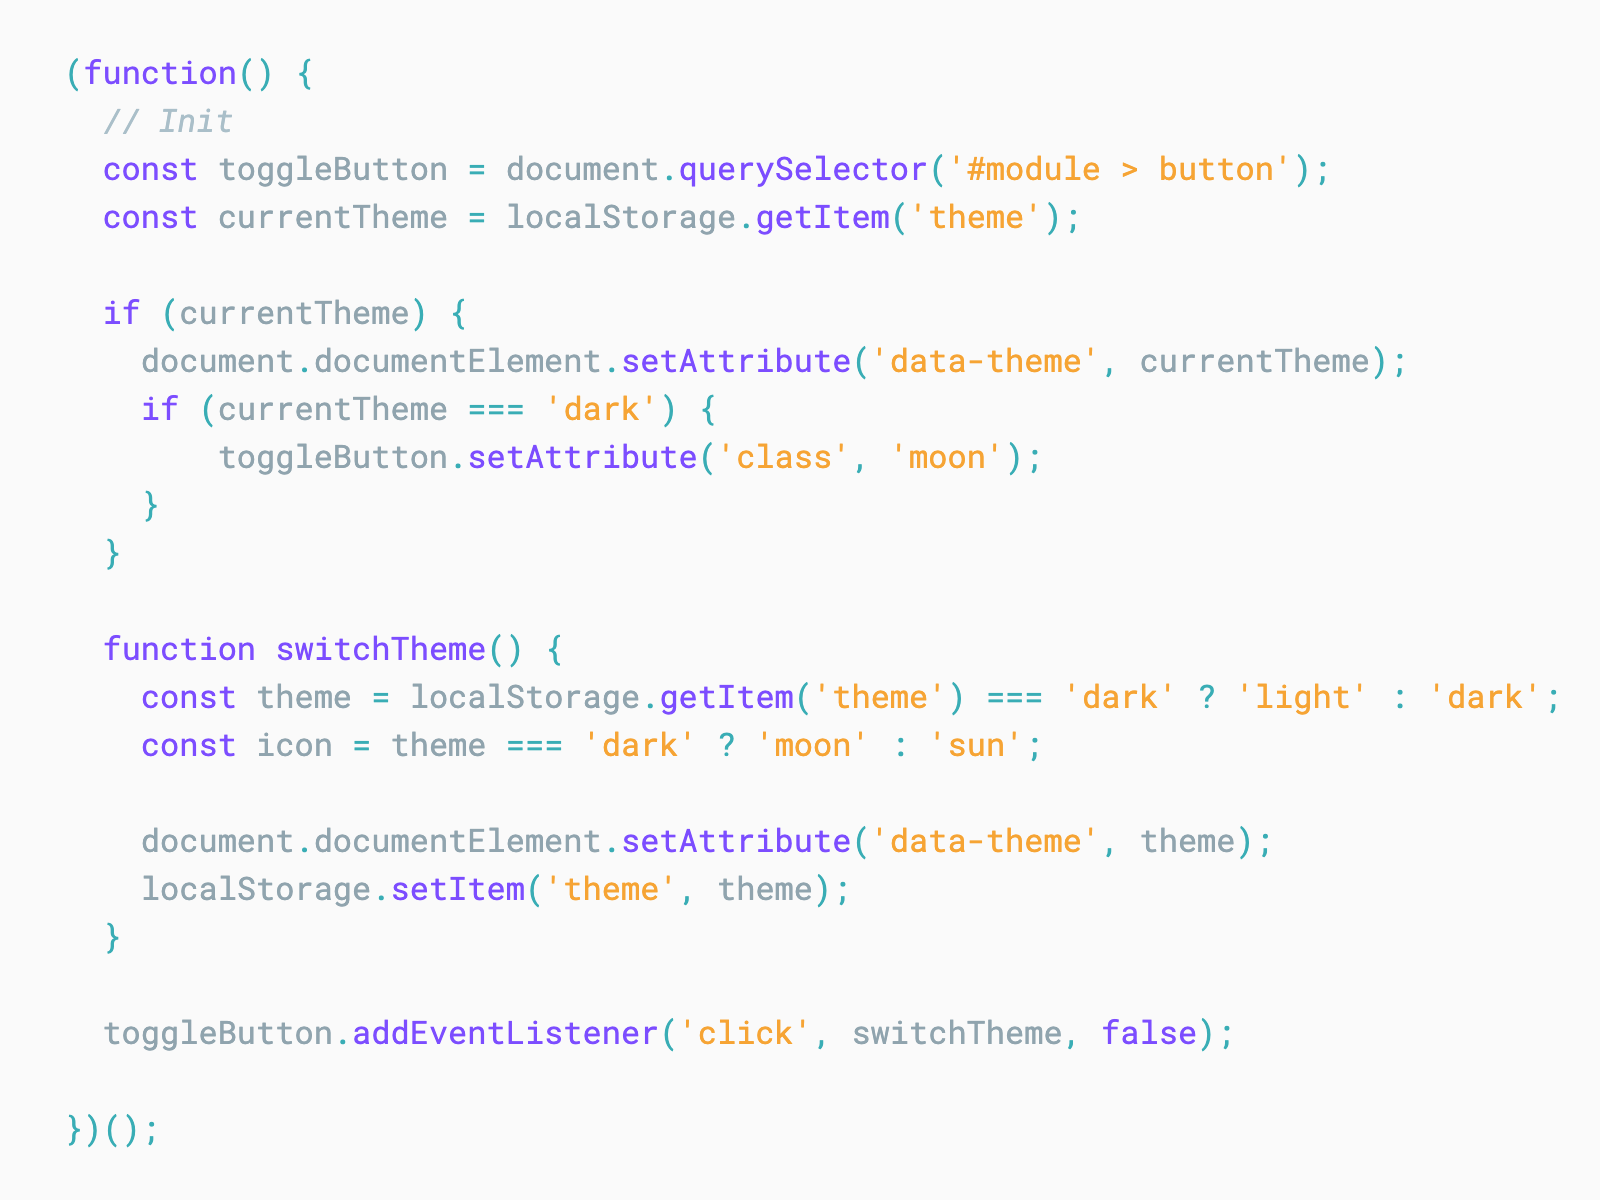 (function() {
  // Init
  const toggleButton = document.querySelector('#module > button');
  const currentTheme = localStorage.getItem('theme');

  if (currentTheme) {
    document.documentElement.setAttribute('data-theme', currentTheme);
    if (currentTheme === 'dark') {
        toggleButton.setAttribute('class', 'moon');
    }
  }

  function switchTheme() {
    const theme = localStorage.getItem('theme') === 'dark' ? 'light' : 'dark';
    const icon = theme === 'dark' ? 'moon' : 'sun';

    document.documentElement.setAttribute('data-theme', theme);
    localStorage.setItem('theme', theme);
  }

  toggleButton.addEventListener('click', switchTheme, false);

})();